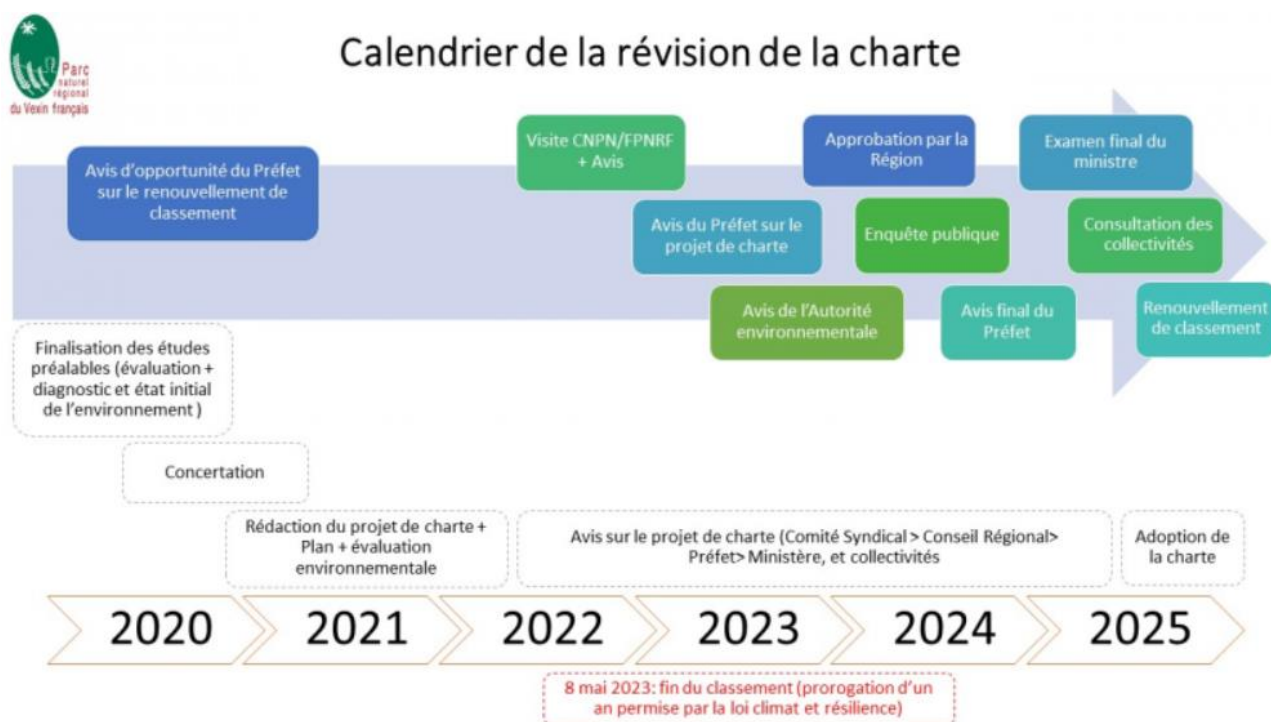 Parc
naturel
régional
du Vexin français
Calendrier de la révision de la charte
Avis d'opportunité du Préfet
sur le renouvellement de
classement
Visite CNPN/FPNRF
+ Avis
Approbation par la
Région
Examen final du
ministre
Avis du Préfet sur le
projet de charte
Enquête publique
Consultation des
collectivités
Avis de l'Autorité
environnementale
Avis final du
Préfet
Renouvellement
de classement
Finalisation des études
préalables (évaluation +
diagnostic et état initial
de l'environnement )
Concertation
Rédaction du projet de charte +
Plan + évaluation
environnementale
Avis sur le projet de charte (Comité Syndical > Conseil Régional>
Préfet> Ministère, et collectivités
Adoption de
la charte
2020
2021
2022
2023
2024
2025
8 mai 2023: fin du classement (prorogation d'un
an permise par la loi climat et résilience)